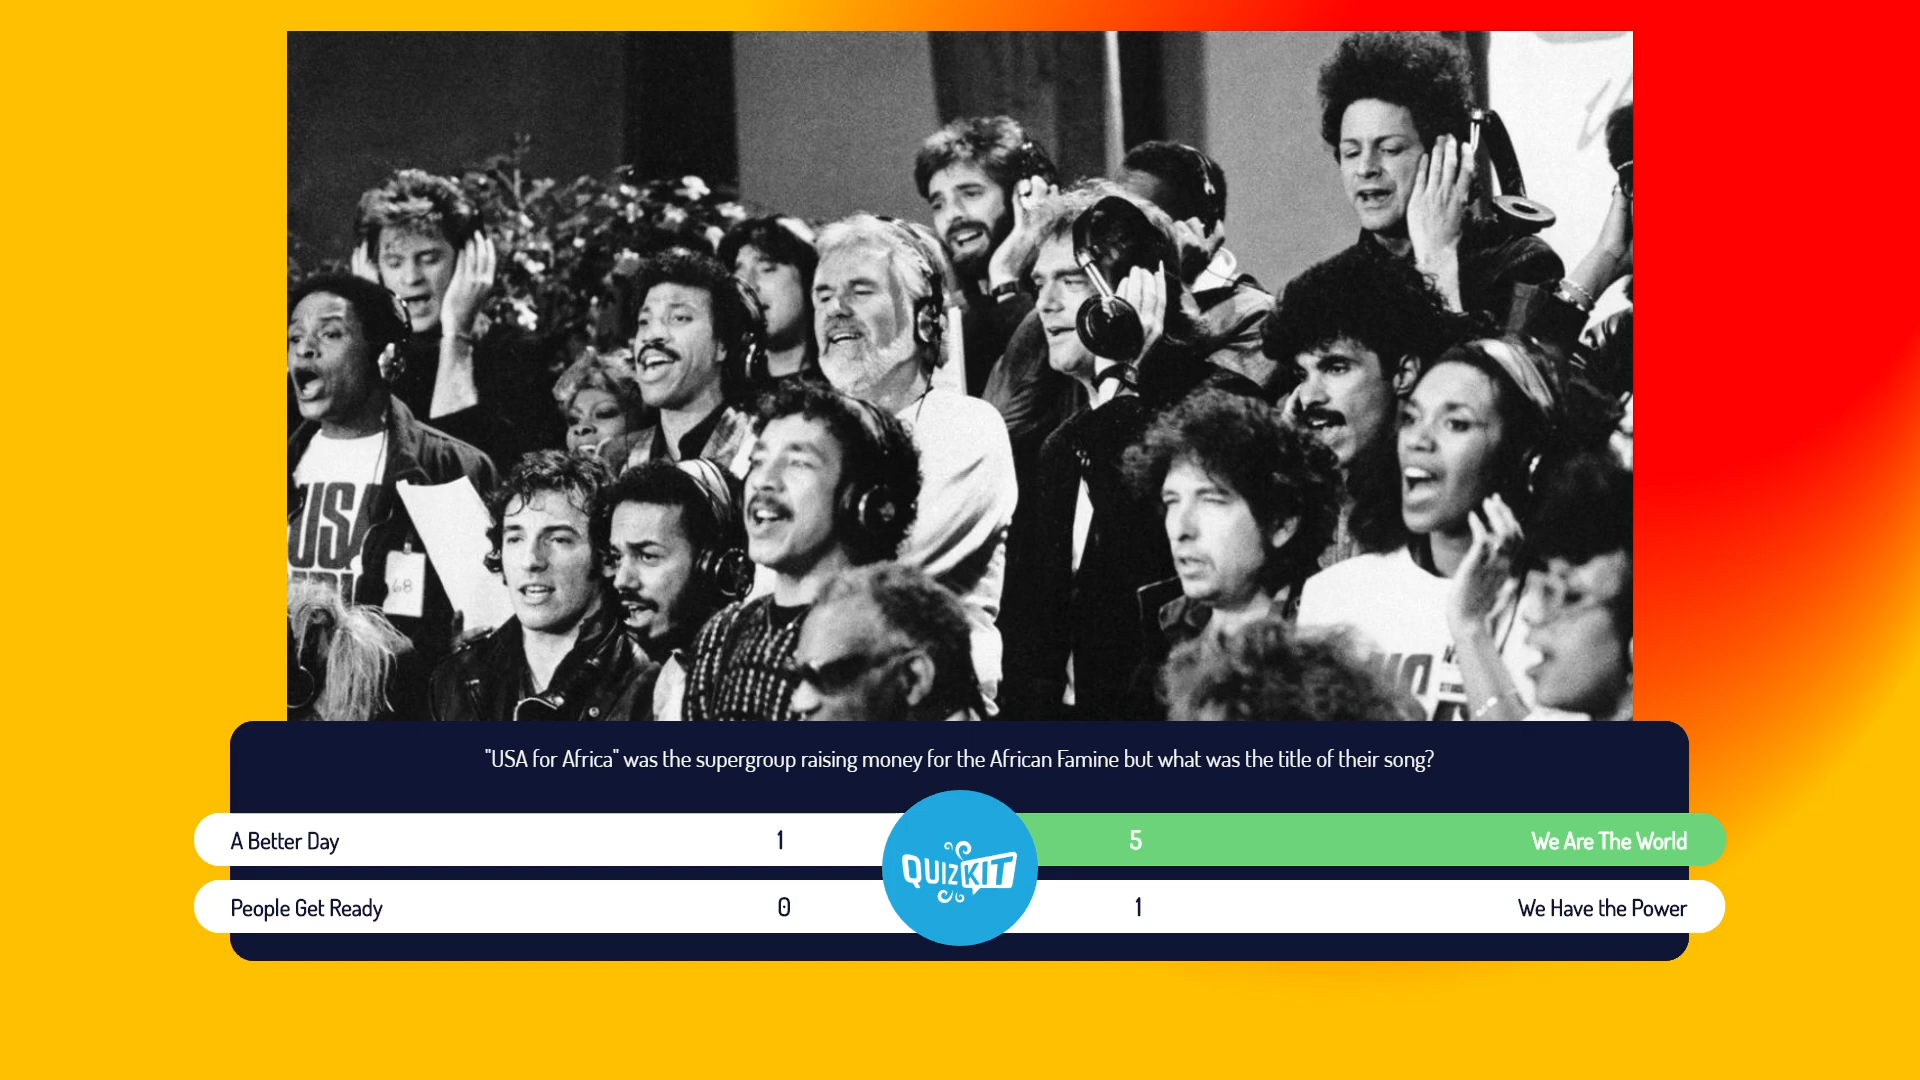 USA
68
"USA for Africa" was the supergroup raising money for the African Famine but what was the title of their song?
A Better Day 1
5 We Are The World
People Get Ready 0
1 We Have the Power
QUIZKIT